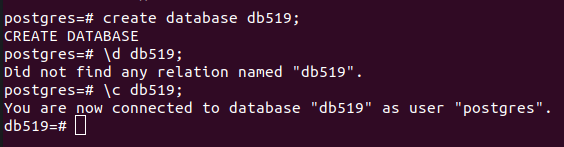 postgres=# create database db519;
CREATE DATABASE
postgres=# \d db519;
Did not find any relation named "db519".
postgres=# \c db519;
You are now connected to database "db519" as user "postgres".
db519=#